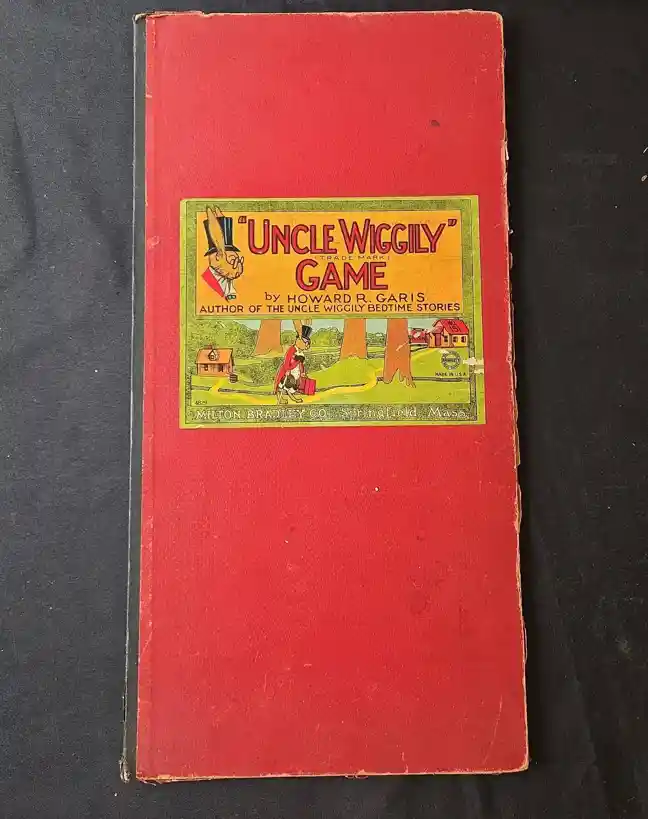 "UNCLE WIGGILY"
(TRADE MARK)
GAME
by HOWARD R. GARIS
AUTHOR OF THE UNCLE WIGGILY BEDTIME STORIES
MADE IN U.S.A.
MILTON BRADLEY CO. Springfield, Mass.